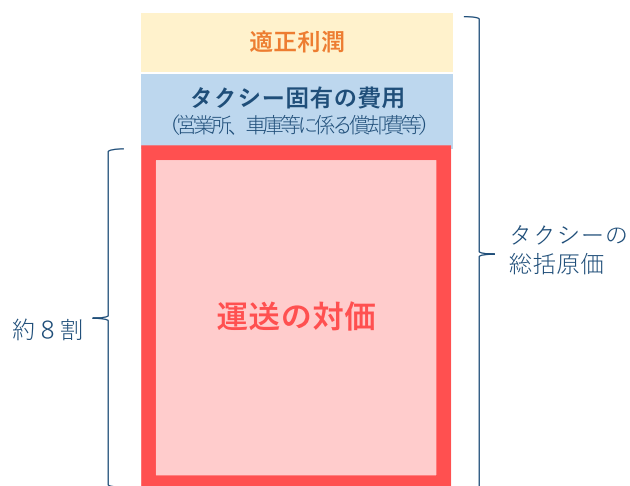 適正利潤
タクシー固有の費用
(営業所、車庫等に係る償却費等)
タクシーの
総括原価
運送の対価
約8割